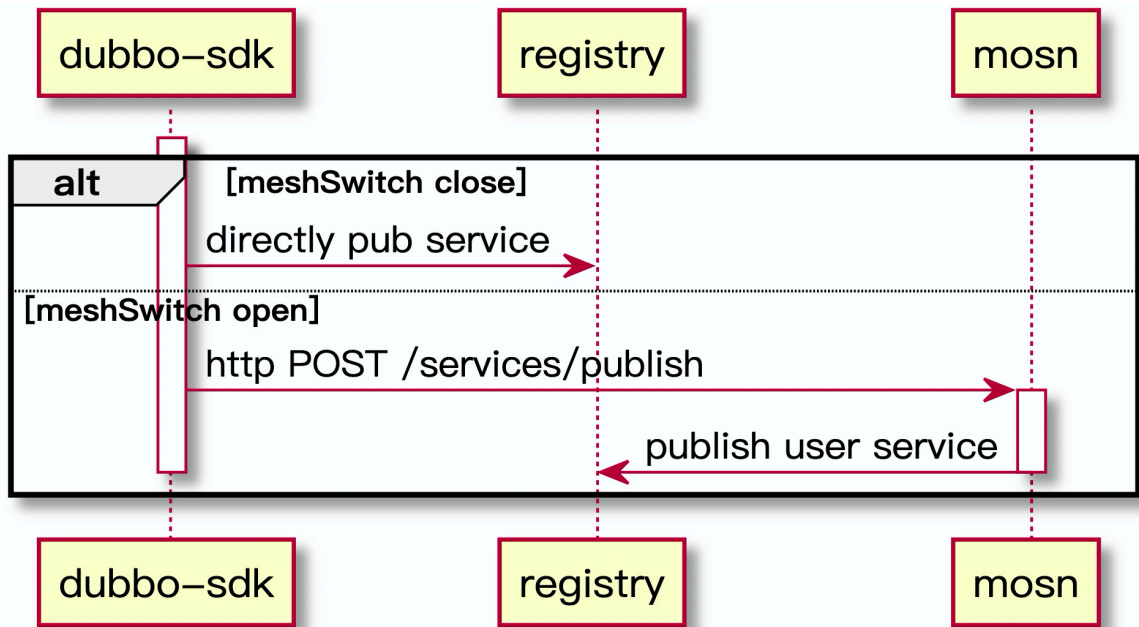 dubbo–sdk
registry
mosn
alt
[meshSwitch close]
directly pub service
[meshSwitch open]
http POST /services/publish
publish user service
dubbo–sdk
registry
mosn